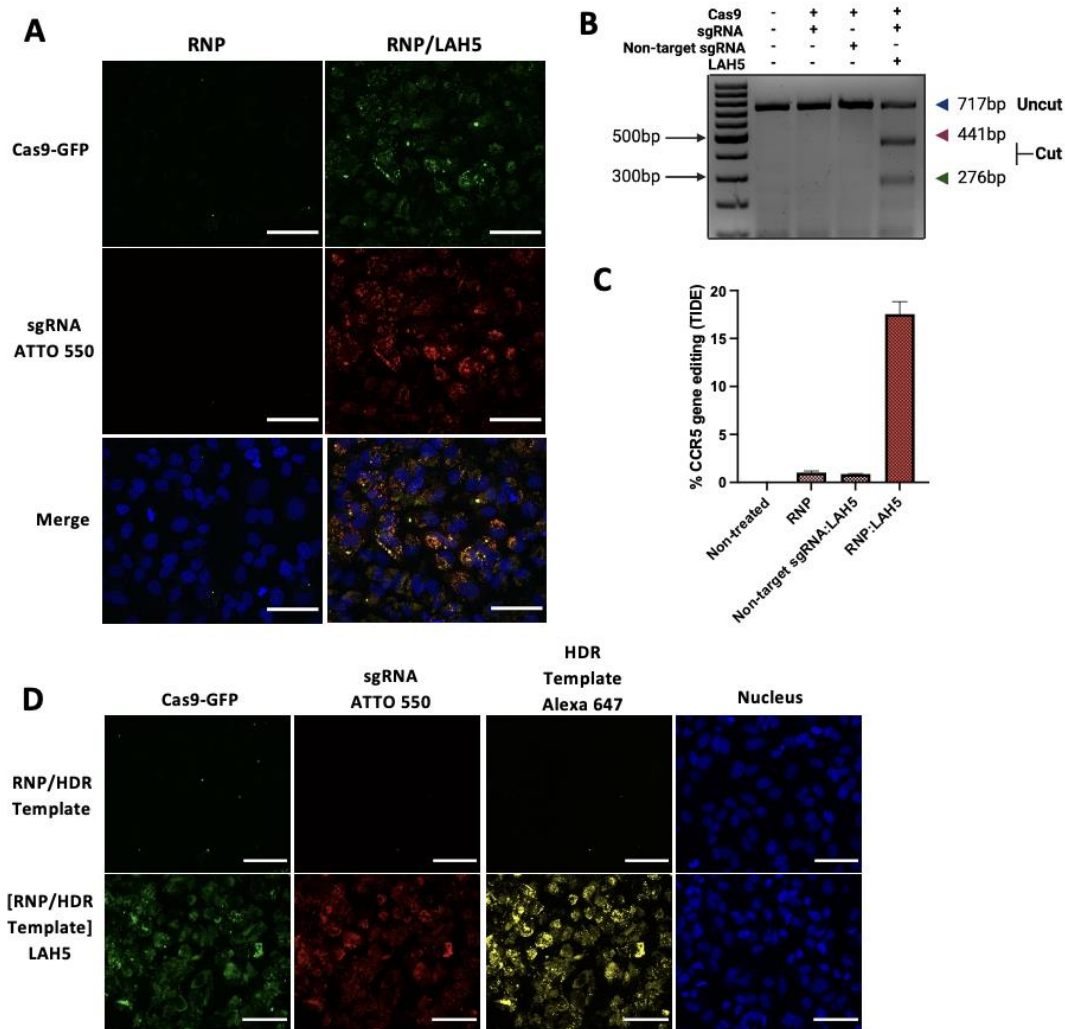 A
RNP
RNP/LAH5
Cas9-GFP
sgRNA
ATTO 550
Merge
B
Cas9 - + + +
sgRNA - + - +
Non-target sgRNA - - + -
LAH5 - - - +
500bp
300bp
717bp Uncut
441bp
Cut
276bp
C
% CCR5 gene editing (TIDE)
20
15
10
5
0
Non-treated
RNP
Non-target sgRNA:LAH5
RNP:LAH5
D
Cas9-GFP
sgRNA
ATTO 550
HDR
Template
Alexa 647
Nucleus
RNP/HDR
Template
[RNP/HDR
Template]
LAH5